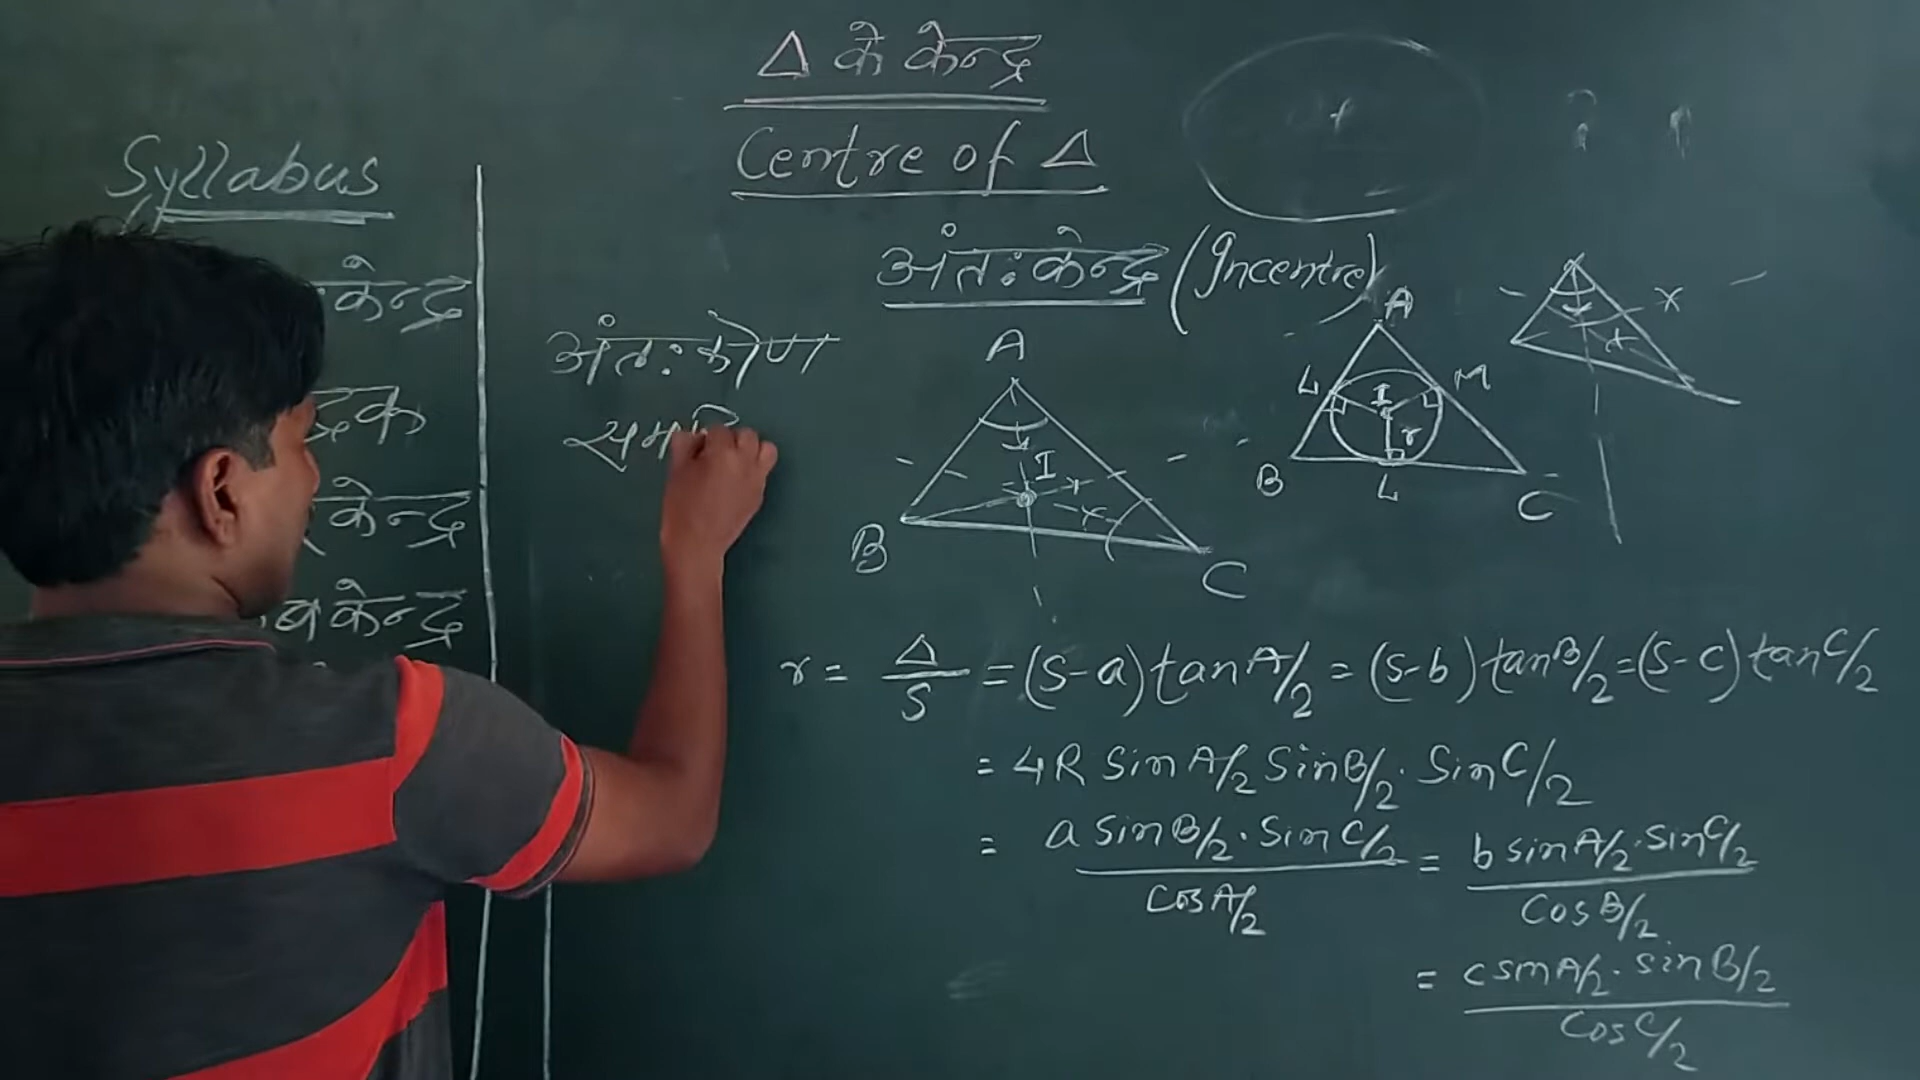 Δ के केन्द्र
Centre of Δ
Syllabus
केन्द्र
द्रक
केन्द्र
ब केन्द्र
अंतःकेन्द्र (Incentre)
अंतःकोण
सम
A
I
B
C
A
L
M
I
r
B
L
C
x
r = Δ/S = (S-a) tan A/2 = (S-b) tan B/2 = (S-c) tan C/2
= 4R Sin A/2 Sin B/2 . Sin C/2
= a Sin B/2 . Sin C/2 / Cos A/2 = b sin A/2 . sin C/2 / Cos B/2
= c sin A/2 . sin B/2 / Cos C/2